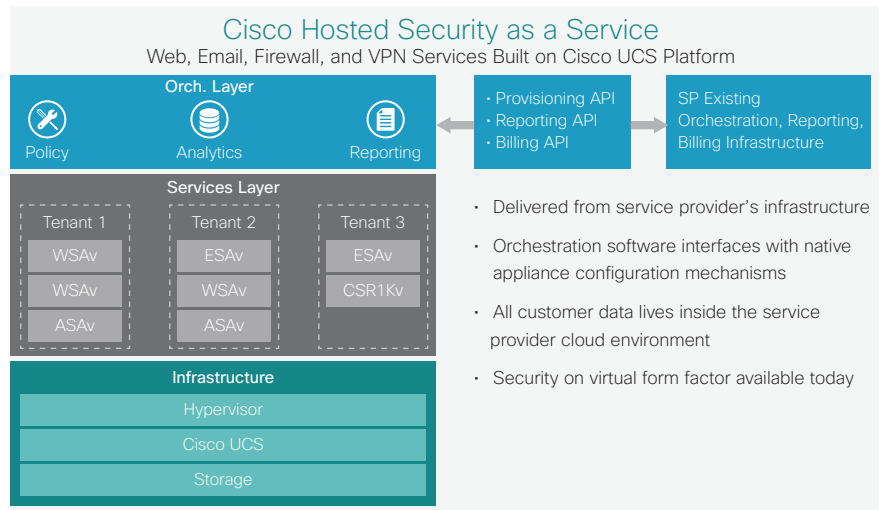 Cisco Hosted Security as a Service
Web, Email, Firewall, and VPN Services Built on Cisco UCS Platform
Orch. Layer
Policy
Analytics
Reporting
· Provisioning API
· Reporting API
· Billing API
SP Existing
Orchestration, Reporting,
Billing Infrastructure
Services Layer
Tenant 1
WSAv
WSAv
ASAv
Tenant 2
ESAv
WSAv
ASAv
Tenant 3
ESAv
CSR1Kv
Infrastructure
Hypervisor
Cisco UCS
Storage
· Delivered from service provider's infrastructure
· Orchestration software interfaces with native
appliance configuration mechanisms
· All customer data lives inside the service
provider cloud environment
· Security on virtual form factor available today